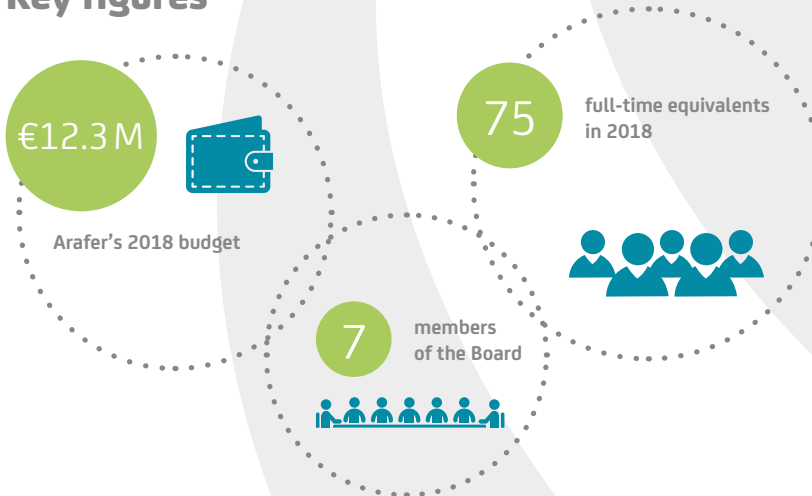 Key figures
€12.3 M
Arafer's 2018 budget
75
full-time equivalents
in 2018
7
members
of the Board